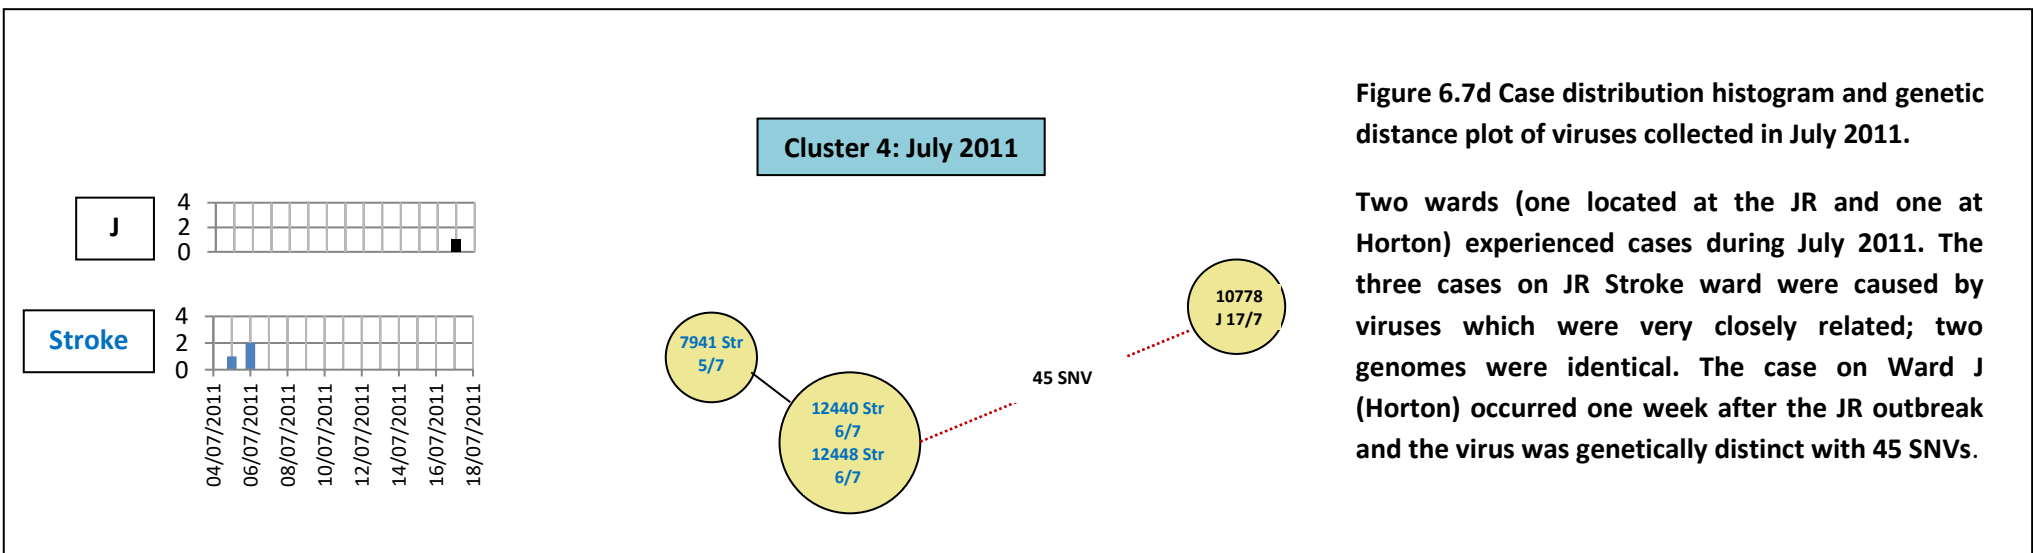 Cluster 4: July 2011
J
4
2
0
Stroke
4
2
0
04/07/2011
06/07/2011
08/07/2011
10/07/2011
12/07/2011
14/07/2011
16/07/2011
18/07/2011
7941 Str
5/7
12440 Str
6/7
12448 Str
6/7
45 SNV
10778
J 17/7
Figure 6.7d Case distribution histogram and genetic
distance plot of viruses collected in July 2011.
Two wards (one located at the JR and one at
Horton) experienced cases during July 2011. The
three cases on JR Stroke ward were caused by
viruses which were very closely related; two
genomes were identical. The case on Ward J
(Horton) occurred one week after the JR outbreak
and the virus was genetically distinct with 45 SNVs.